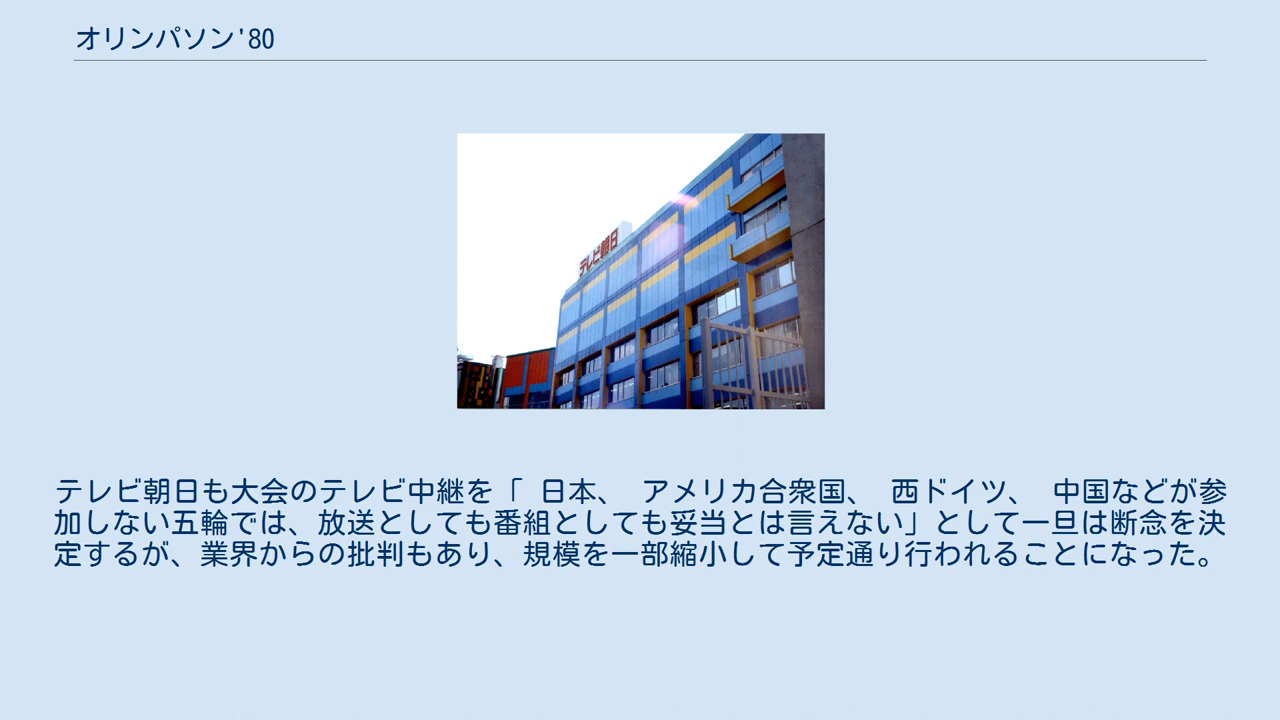 オリンパソン'80
テレビ朝日
テレビ朝日も大会のテレビ中継を「 日本、 アメリカ合衆国、 西ドイツ、 中国などが参
加しない五輪では、放送としても番組としても妥当とは言えない」として一旦は断念を決
定するが、業界からの批判もあり、規模を一部縮小して予定通り行われることになった。